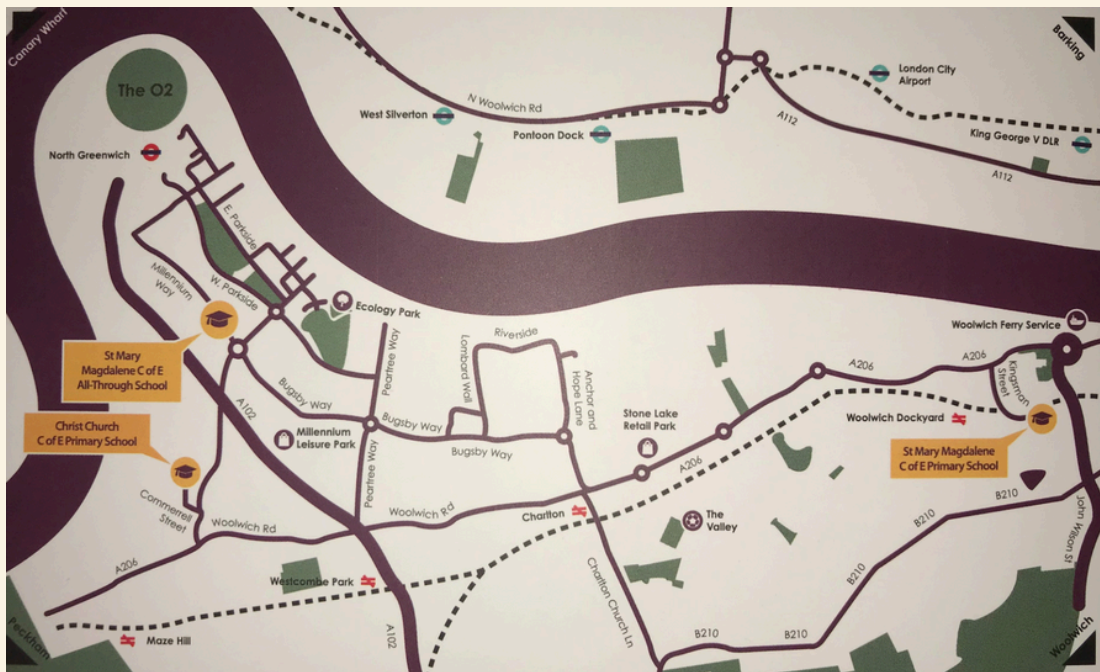 Canary Wharf
Barking
The O2
London City
Airport
N Woolwich Rd
West Silverton
Pontoon Dock
A112
King George V DLR
North Greenwich
A112
E. Parkside
Millennium
Way
W. Parkside
Ecology Park
Woolwich Ferry Service
Riverside
St Mary
Magdalene C of E
All-Through School
Peartree Way
Lombard Wall
Anchor and
Hope Lane
A206
A206
Kingsmon
Street
Bugsby Way
A102
Bugsby Way
Stone Lake
Retail Park
Woolwich Dockyard
Christ Church
C of E Primary School
Millennium
Leisure Park
Bugsby Way
St Mary Magdalene
C of E Primary School
A206
Peartree Way
Commerrell
Street
Woolwich Rd
Woolwich Rd
Charlton
The
Valley
B210
B210
John Wilson St
A206
Westcombe Park
Charlton Church Ln
B210
Maze Hill
A102
B210
B210
Peckham
Woolwich